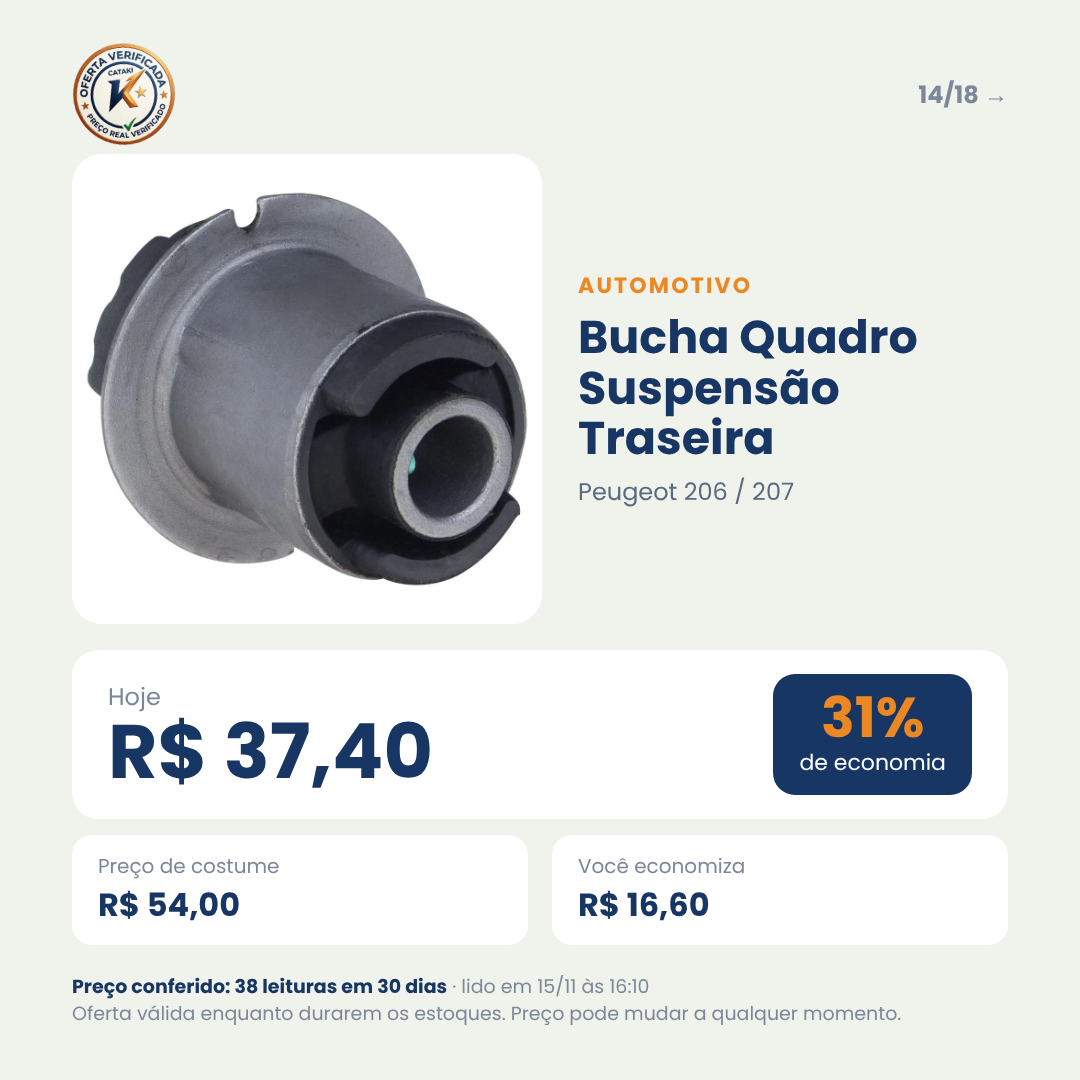 OFERTA VERIFICADA
CATAKI
K
PREÇO REAL VERIFICADO
14/18 →
AUTOMOTIVO
Bucha Quadro
Suspensão
Traseira
Peugeot 206 / 207
Hoje
R$ 37,40
31%
de economia
Preço de costume
R$ 54,00
Você economiza
R$ 16,60
Preço conferido: 38 leituras em 30 dias · lido em 15/11 às 16:10
Oferta válida enquanto durarem os estoques. Preço pode mudar a qualquer momento.